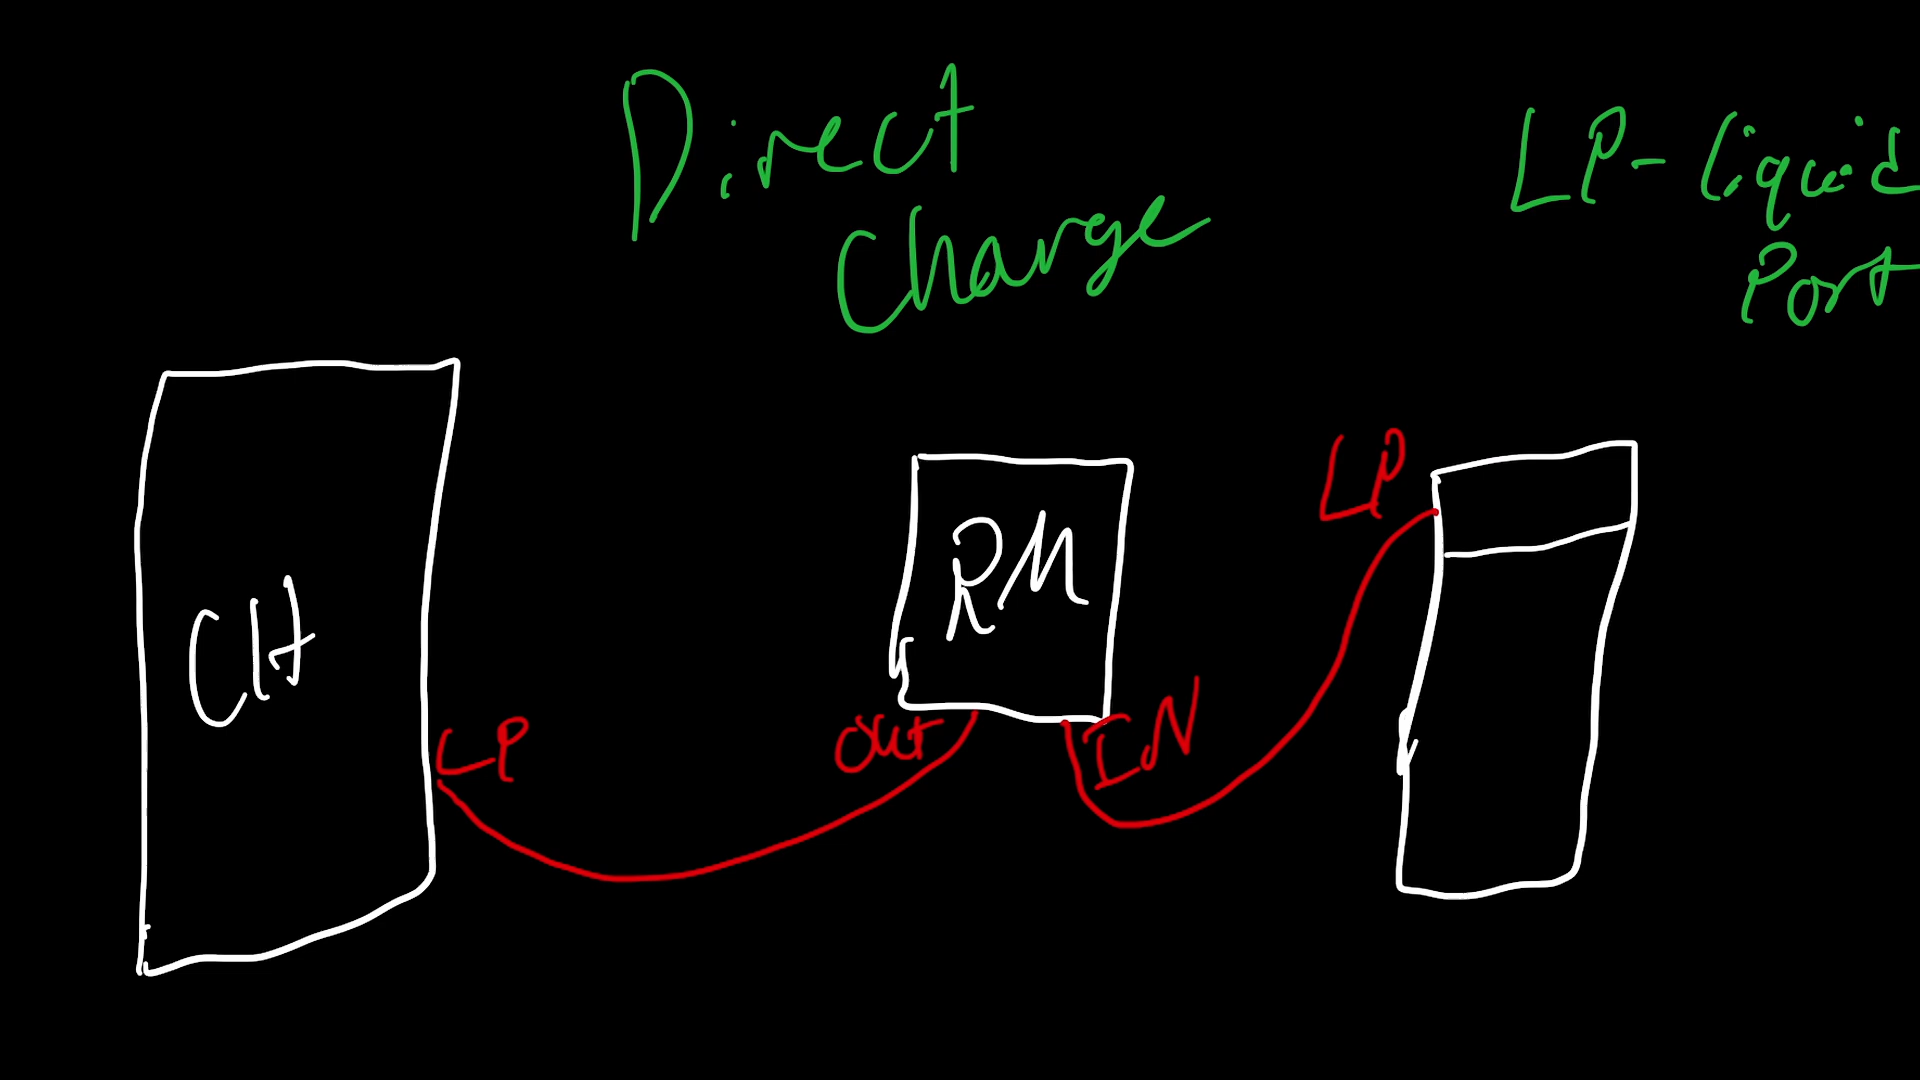 Direct
Charge
LP-liquid
Port
CH
RM
LP
OUT
IN
LP